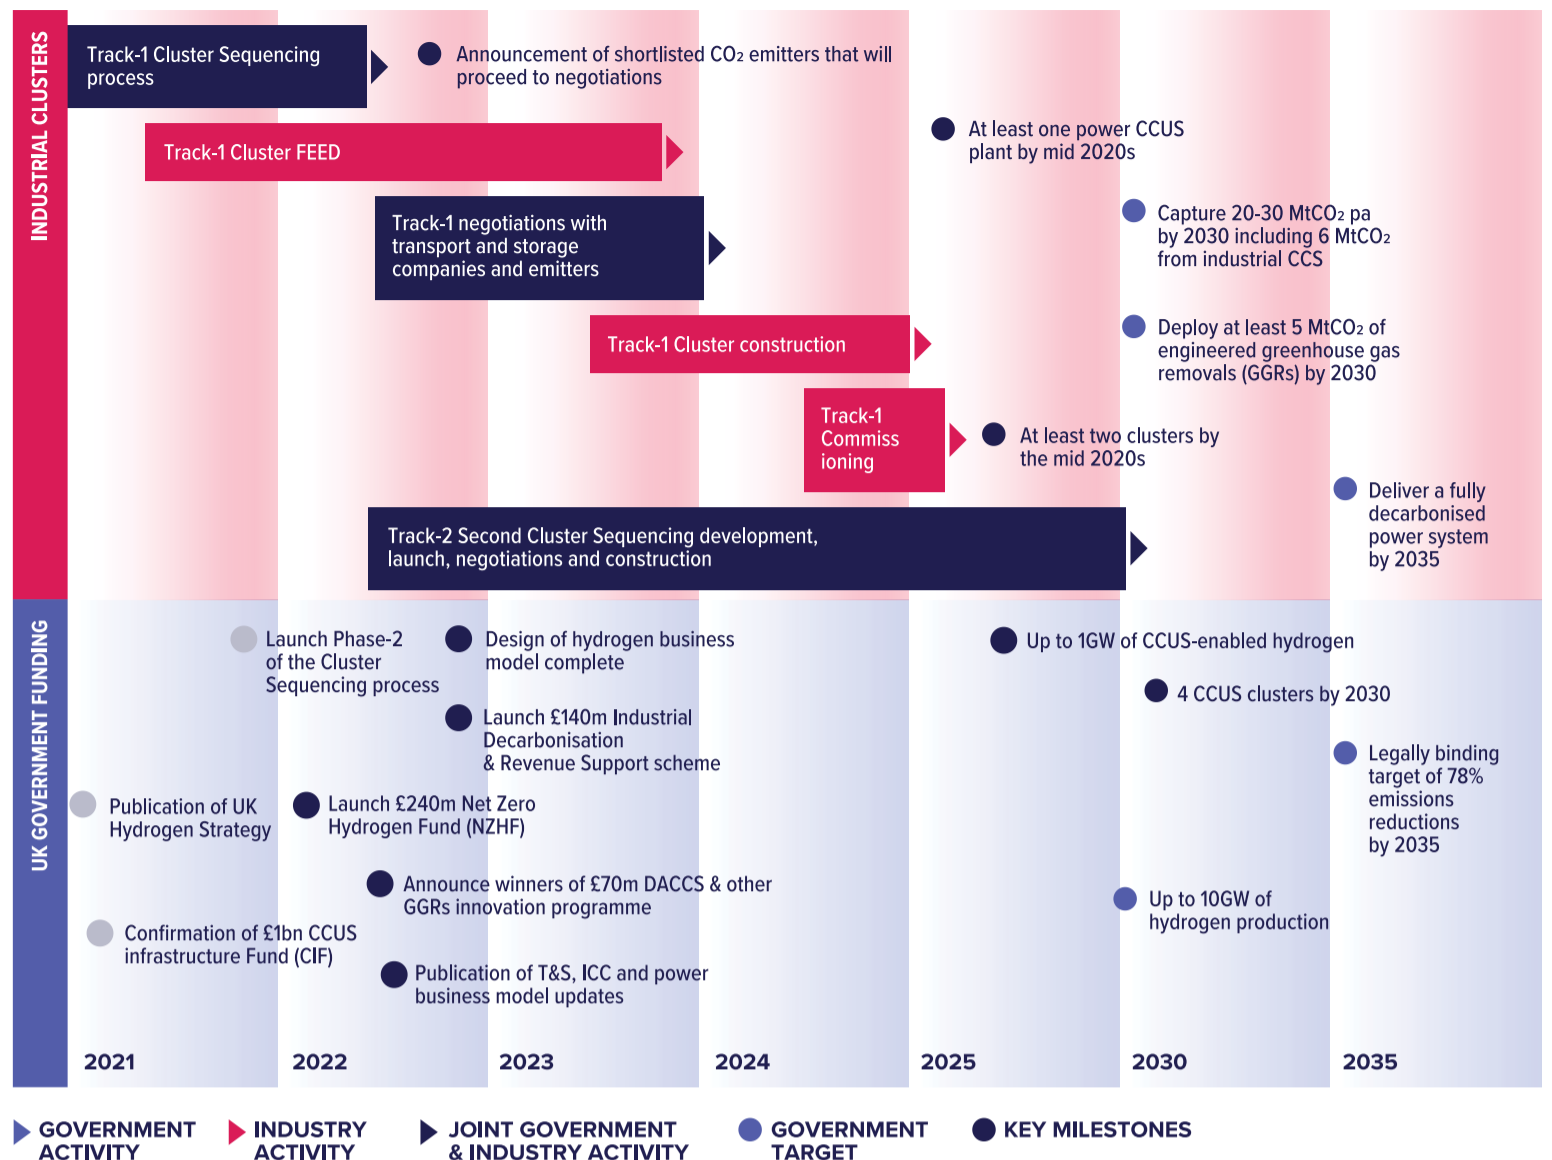 INDUSTRIAL CLUSTERS
Track-1 Cluster Sequencing
process
Announcement of shortlisted CO₂ emitters that will
proceed to negotiations
Track-1 Cluster FEED
At least one power CCUS
plant by mid 2020s
Track-1 negotiations with
transport and storage
companies and emitters
Capture 20-30 MtCO₂ pa
by 2030 including 6 MtCO₂
from industrial CCS
Track-1 Cluster construction
Deploy at least 5 MtCO₂ of
engineered greenhouse gas
removals (GGRs) by 2030
Track-1
Commiss
ioning
At least two clusters by
the mid 2020s
Deliver a fully
decarbonised
power system
by 2035
Track-2 Second Cluster Sequencing development,
launch, negotiations and construction
UK GOVERNMENT FUNDING
Launch Phase-2
of the Cluster
Sequencing process
Design of hydrogen business
model complete
Up to 1GW of CCUS-enabled hydrogen
4 CCUS clusters by 2030
Launch £140m Industrial
Decarbonisation
& Revenue Support scheme
Legally binding
target of 78%
emissions
reductions
by 2035
Publication of UK
Hydrogen Strategy
Launch £240m Net Zero
Hydrogen Fund (NZHF)
Announce winners of £70m DACCS & other
GGRs innovation programme
Up to 10GW of
hydrogen production
Confirmation of £1bn CCUS
infrastructure Fund (CIF)
Publication of T&S, ICC and power
business model updates
2021
2022
2023
2024
2025
2030
2035
GOVERNMENT
ACTIVITY
INDUSTRY
ACTIVITY
JOINT GOVERNMENT
& INDUSTRY ACTIVITY
GOVERNMENT
TARGET
KEY MILESTONES